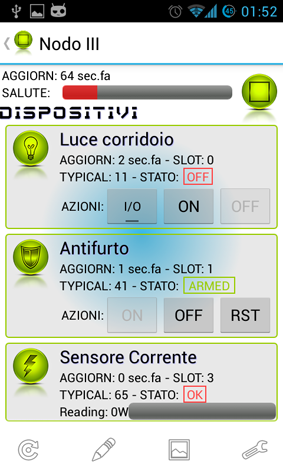 46 01:52
Nodo III
AGGIORN: 64 sec.fa
SALUTE:
DISPOSITIVI
Luce corridoio
AGGIORN: 2 sec.fa - SLOT: 0
TYPICAL: 11 - STATO: OFF
AZIONI: I/O ON OFF
Antifurto
AGGIORN: 1 sec.fa - SLOT: 1
TYPICAL: 41 - STATO: ARMED
AZIONI: ON OFF RST
Sensore Corrente
AGGIORN: 0 sec.fa - SLOT: 3
TYPICAL: 65 - STATO: OK
Reading: 0W